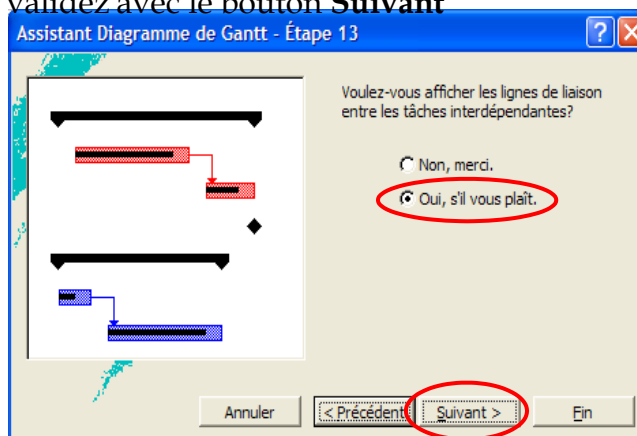 validez avec le bouton Suivant
Assistant Diagramme de Gantt - Étape 13
Voulez-vous afficher les lignes de liaison
entre les tâches interdépendantes?
Non, merci.
Oui, s'il vous plaît.
Annuler
< Précédent
Suivant >
Fin